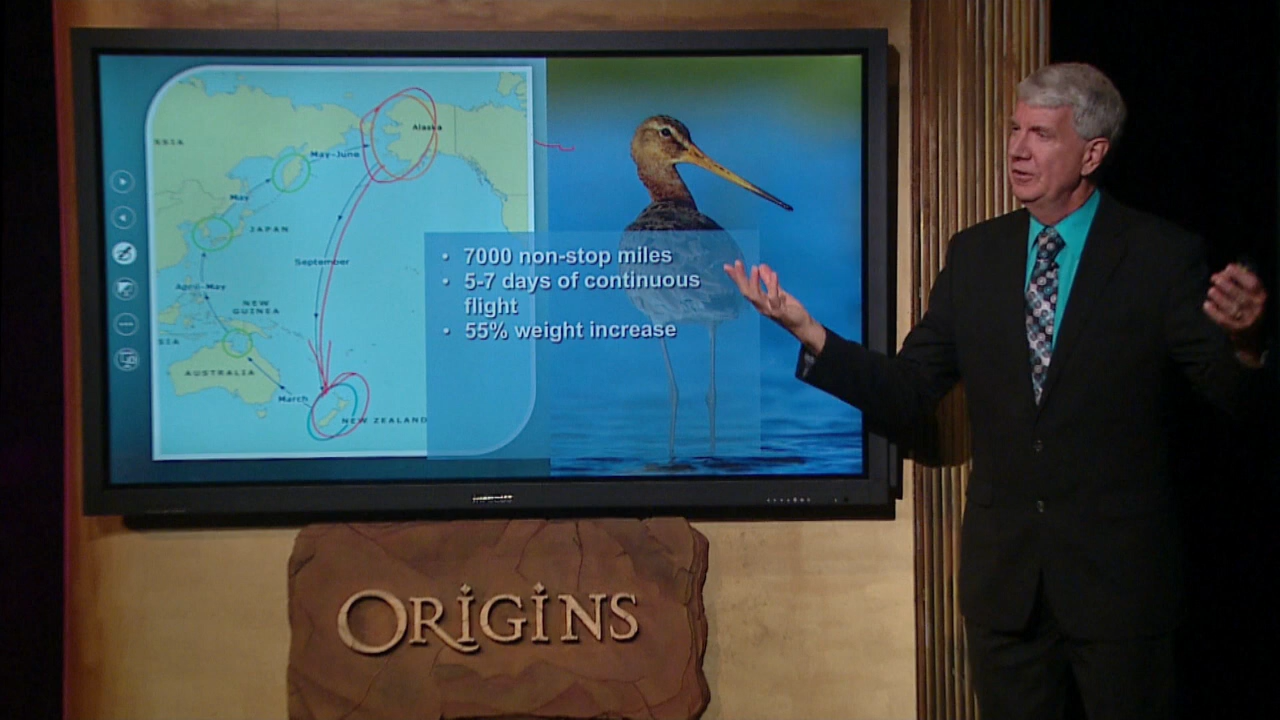 Alaska
SSIA
May-June
May
JAPAN
September
April-May
NEW
GUINEA
SIA
AUSTRALIA
March
NEW ZEALAND
• 7000 non-stop miles
• 5-7 days of continuous
flight
• 55% weight increase
ORIGINS